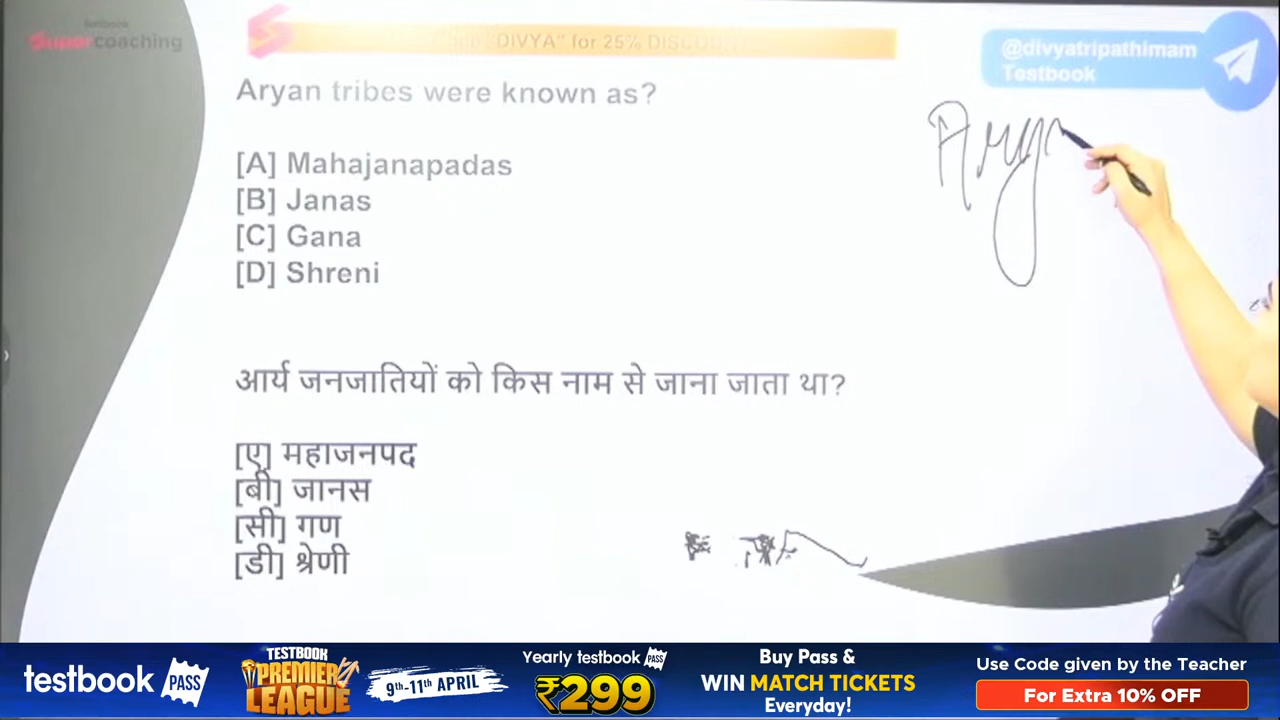 testbook
Supercoaching
"DIVYA" for 25% DISCOUNT
@divyatripathimam
Testbook
Aryan tribes were known as?
[A] Mahajanapadas
[B] Janas
[C] Gana
[D] Shreni
Arya
आर्य जनजातियों को किस नाम से जाना जाता था?
[ए] महाजनपद
[बी] जानस
[सी] गण
[डी] श्रेणी
testbook PASS
TESTBOOK
PREMIER
LEAGUE
9th-11th APRIL
Yearly testbook PASS
₹299
Buy Pass &
WIN MATCH TICKETS
Everyday!
Use Code given by the Teacher
For Extra 10% OFF